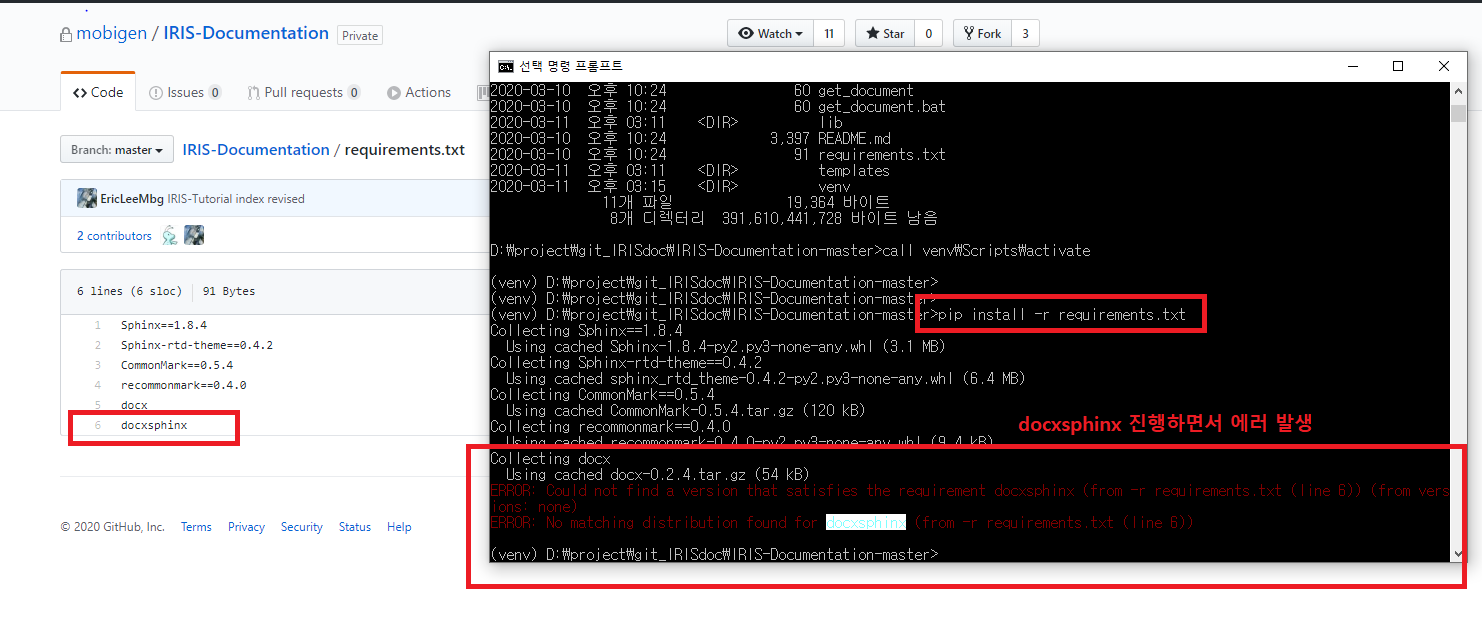 mobigen / IRIS-Documentation Private
Watch 11 Star 0 Fork 3
Code Issues 0 Pull requests 0 Actions
Branch: master IRIS-Documentation / requirements.txt
EricLeeMbg IRIS-Tutorial index revised
2 contributors
6 lines (6 sloc) 91 Bytes
1 Sphinx==1.8.4
2 Sphinx-rtd-theme==0.4.2
3 CommonMark==0.5.4
4 recommonmark==0.4.0
5 docx
6 docxsphinx
© 2020 GitHub, Inc. Terms Privacy Security Status Help
선택 명령 프롬프트
2020-03-10 오후 10:24 60 get_document
2020-03-10 오후 10:24 60 get_document.bat
2020-03-11 오후 03:11 <DIR> lib
2020-03-10 오후 10:24 3,397 README.md
2020-03-10 오후 10:24 91 requirements.txt
2020-03-11 오후 03:11 <DIR> templates
2020-03-11 오후 03:15 <DIR> venv
11개 파일 19,364 바이트
8개 디렉터리 391,610,441,728 바이트 남음
D:₩project₩git_IRISdoc₩IRIS-Documentation-master>call venv₩Scripts₩activate
(venv) D:₩project₩git_IRISdoc₩IRIS-Documentation-master>
(venv) D:₩project₩git_IRISdoc₩IRIS-Documentation-master>
(venv) D:₩project₩git_IRISdoc₩IRIS-Documentation-master>pip install -r requirements.txt
Collecting Sphinx==1.8.4
Using cached Sphinx-1.8.4-py2.py3-none-any.whl (3.1 MB)
Collecting Sphinx-rtd-theme==0.4.2
Using cached sphinx_rtd_theme-0.4.2-py2.py3-none-any.whl (6.4 MB)
Collecting CommonMark==0.5.4
Using cached CommonMark-0.5.4.tar.gz (120 kB)
Collecting recommonmark==0.4.0
Using cached recommonmark-0.4.0-py2.py3-none-any.whl (9.4 kB)
docxsphinx 진행하면서 에러 발생
Collecting docx
Using cached docx-0.2.4.tar.gz (54 kB)
ERROR: Could not find a version that satisfies the requirement docxsphinx (from -r requirements.txt (line 6)) (from vers
ions: none)
ERROR: No matching distribution found for docxsphinx (from -r requirements.txt (line 6))
(venv) D:₩project₩git_IRISdoc₩IRIS-Documentation-master>